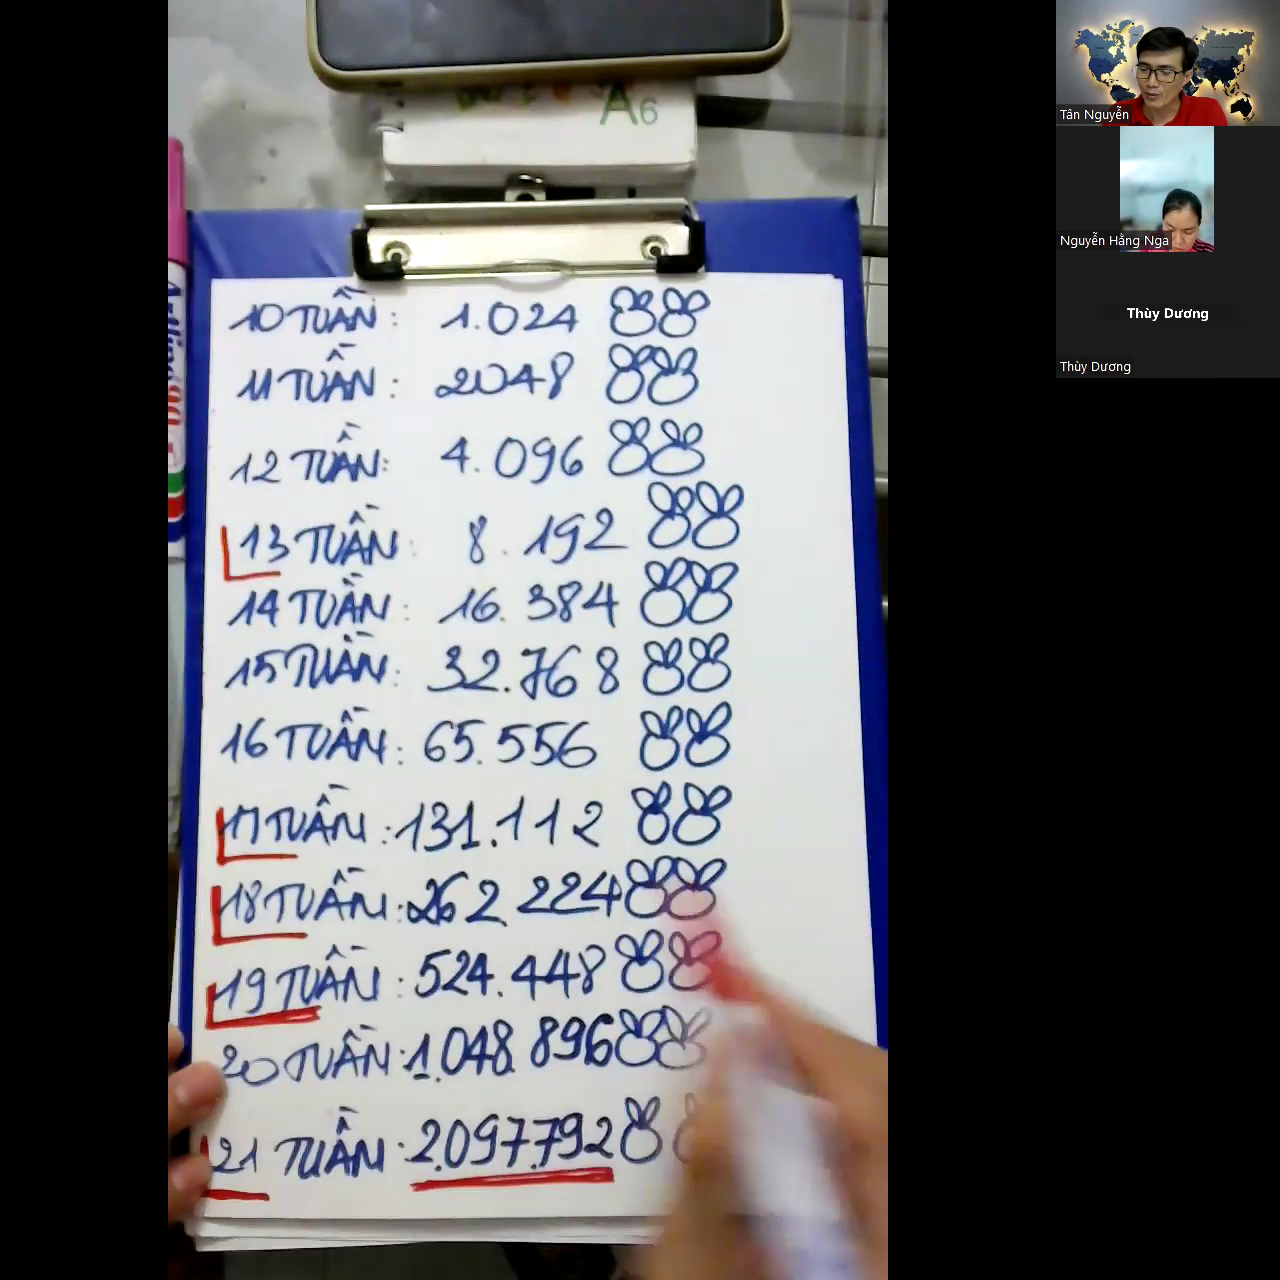 A6
10 TUẦN: 1.024
11 TUẦN: 2048
12 TUẦN: 4.096
13 TUẦN: 8.192
14 TUẦN: 16.384
15 TUẦN: 32.768
16 TUẦN: 65.556
17 TUẦN: 131.112
18 TUẦN: 262.224
19 TUẦN: 524.448
20 TUẦN: 1.048.896
21 TUẦN: 2.097.792
Tân Nguyễn
Nguyễn Hằng Nga
Thùy Dương
Thùy Dương